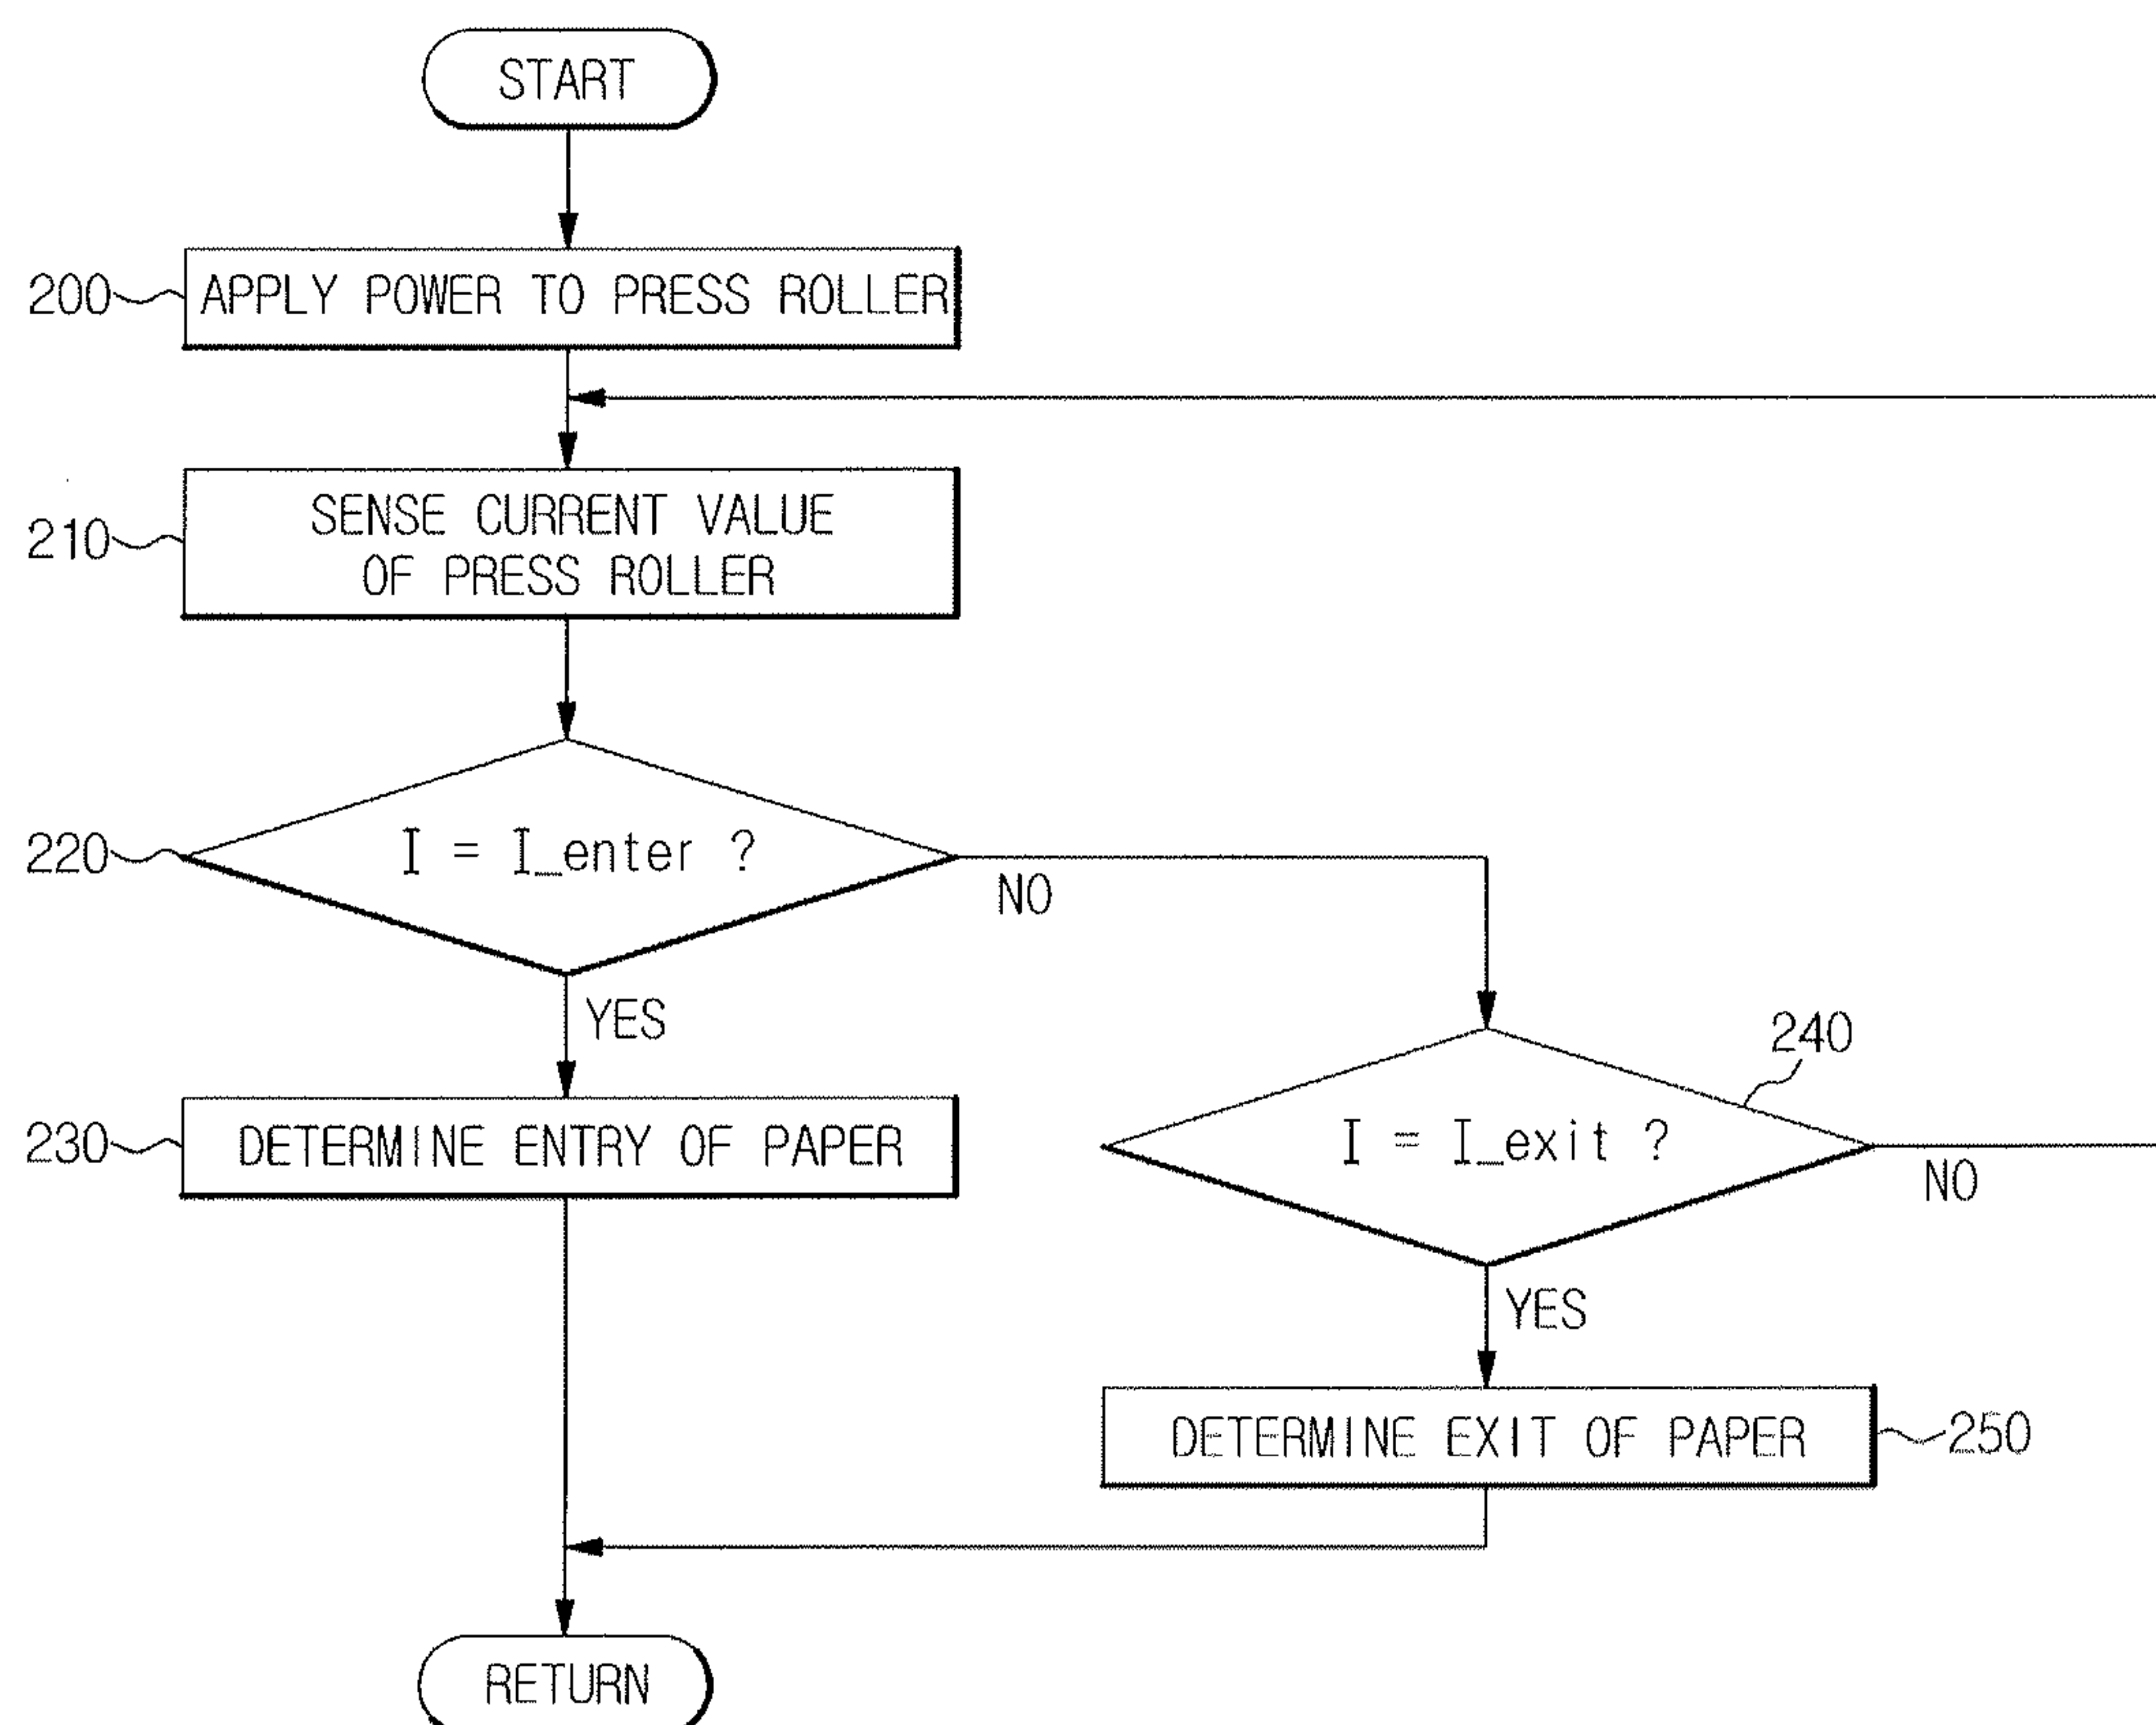 START
200
APPLY POWER TO PRESS ROLLER
210
SENSE CURRENT VALUE
OF PRESS ROLLER
220
I = I_enter ?
NO
YES
240
230
DETERMINE ENTRY OF PAPER
I = I_exit ?
NO
YES
DETERMINE EXIT OF PAPER
250
RETURN